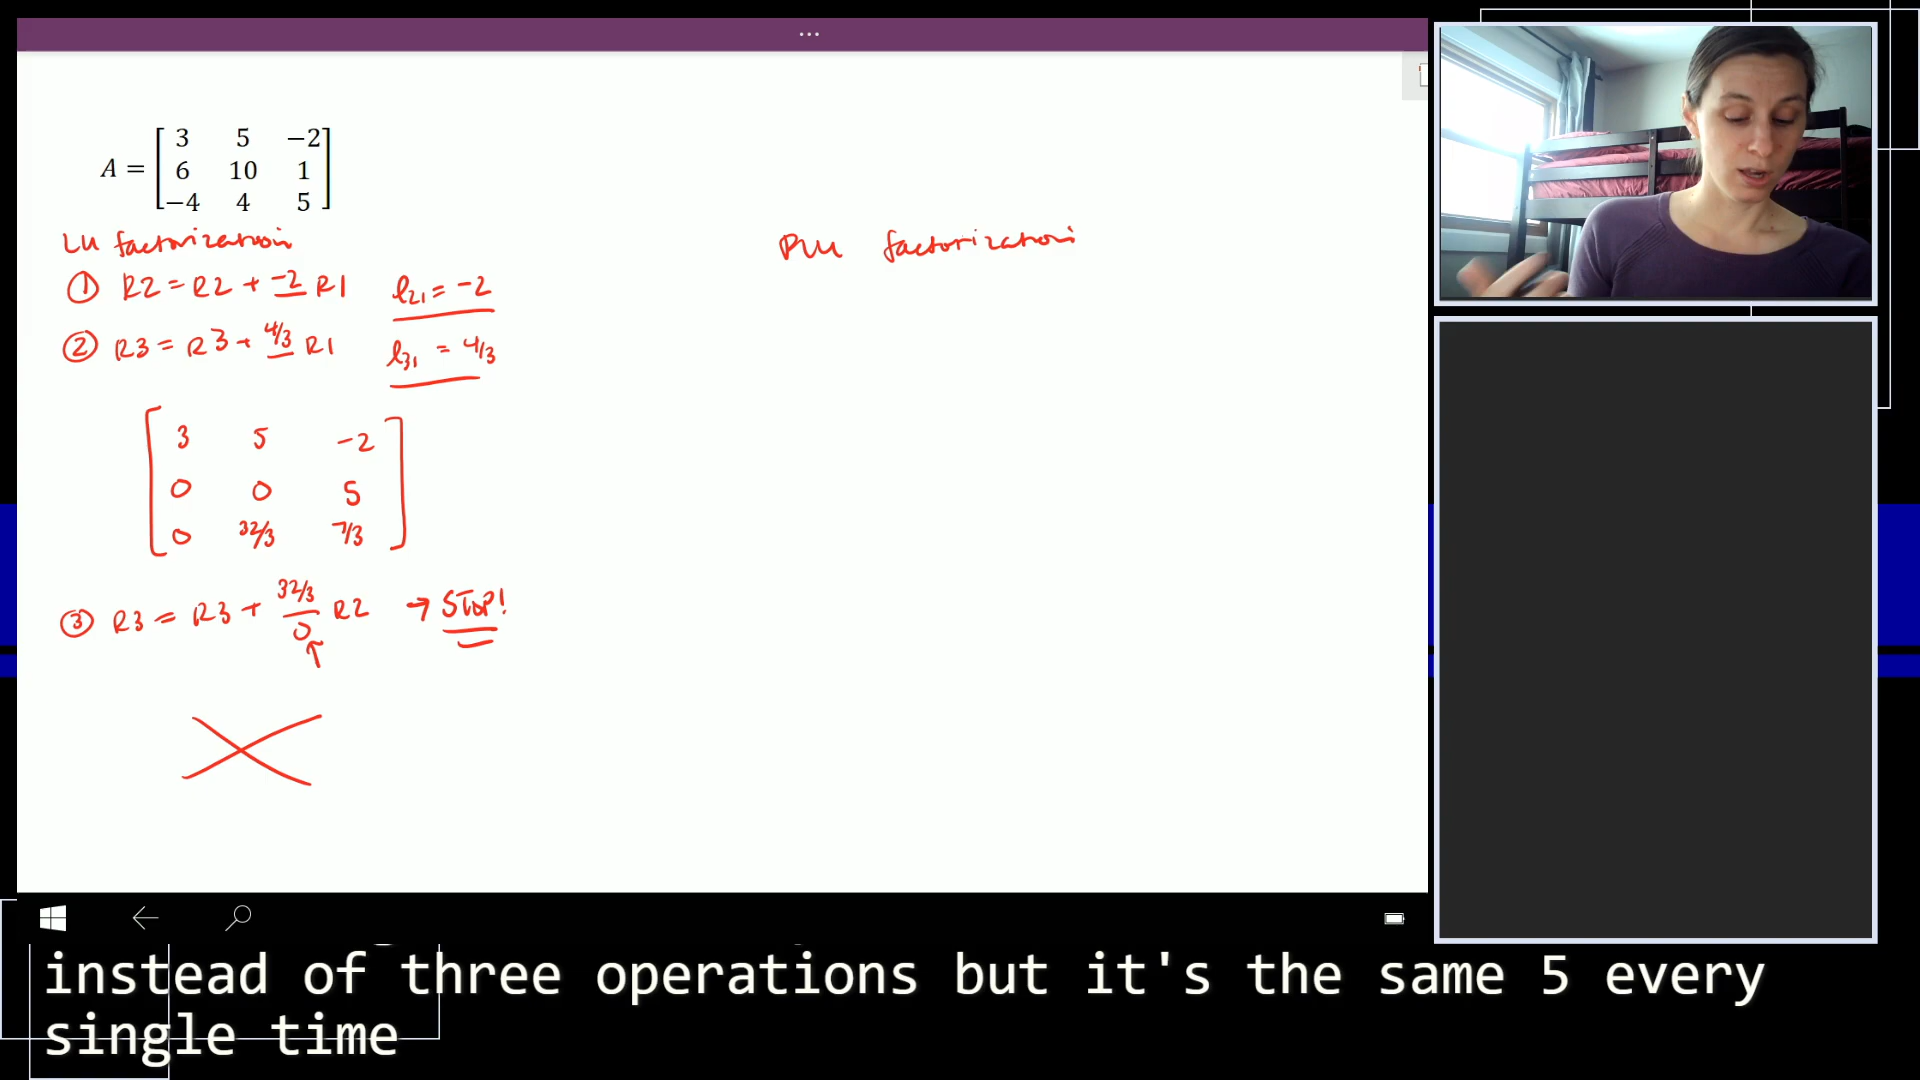 ...
A = [ 3 5 −2
6 10 1
−4 4 5 ]
LU factorization
① R2 = R2 + -2 R1 l21 = -2
② R3 = R3 + 4/3 R1 l31 = 4/3
[ 3 5 -2
0 0 5
0 32/3 7/3 ]
③ R3 = R3 + 32/3 / 0 R2 → STOP!
↑
PLU factorization
instead of three operations but it's the same 5 every
single time